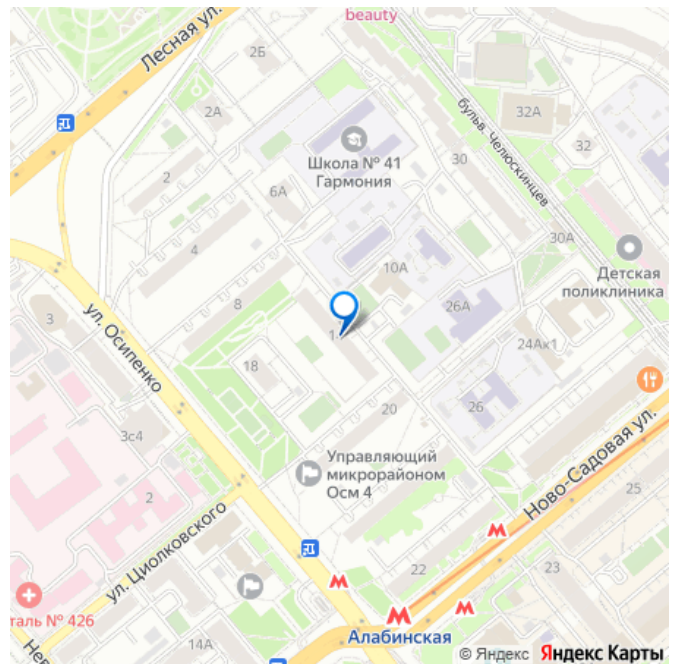 beauty
Лесная ул.
2Б
2А
32А
бульв. Челюскинцев
Школа № 41
Гармония
30
32
2
6А
4
30А
Детская
поликлиника
10А
8
26А
3
ул. Осипенко
18
24Ак1
20
26
3с4
Управляющий
микрорайоном
Осм 4
Ново-Садовая ул.
25
2
ул. Циолковского
22
23
таль № 426
14А
Алабинская
© Яндекс Яндекс Карты